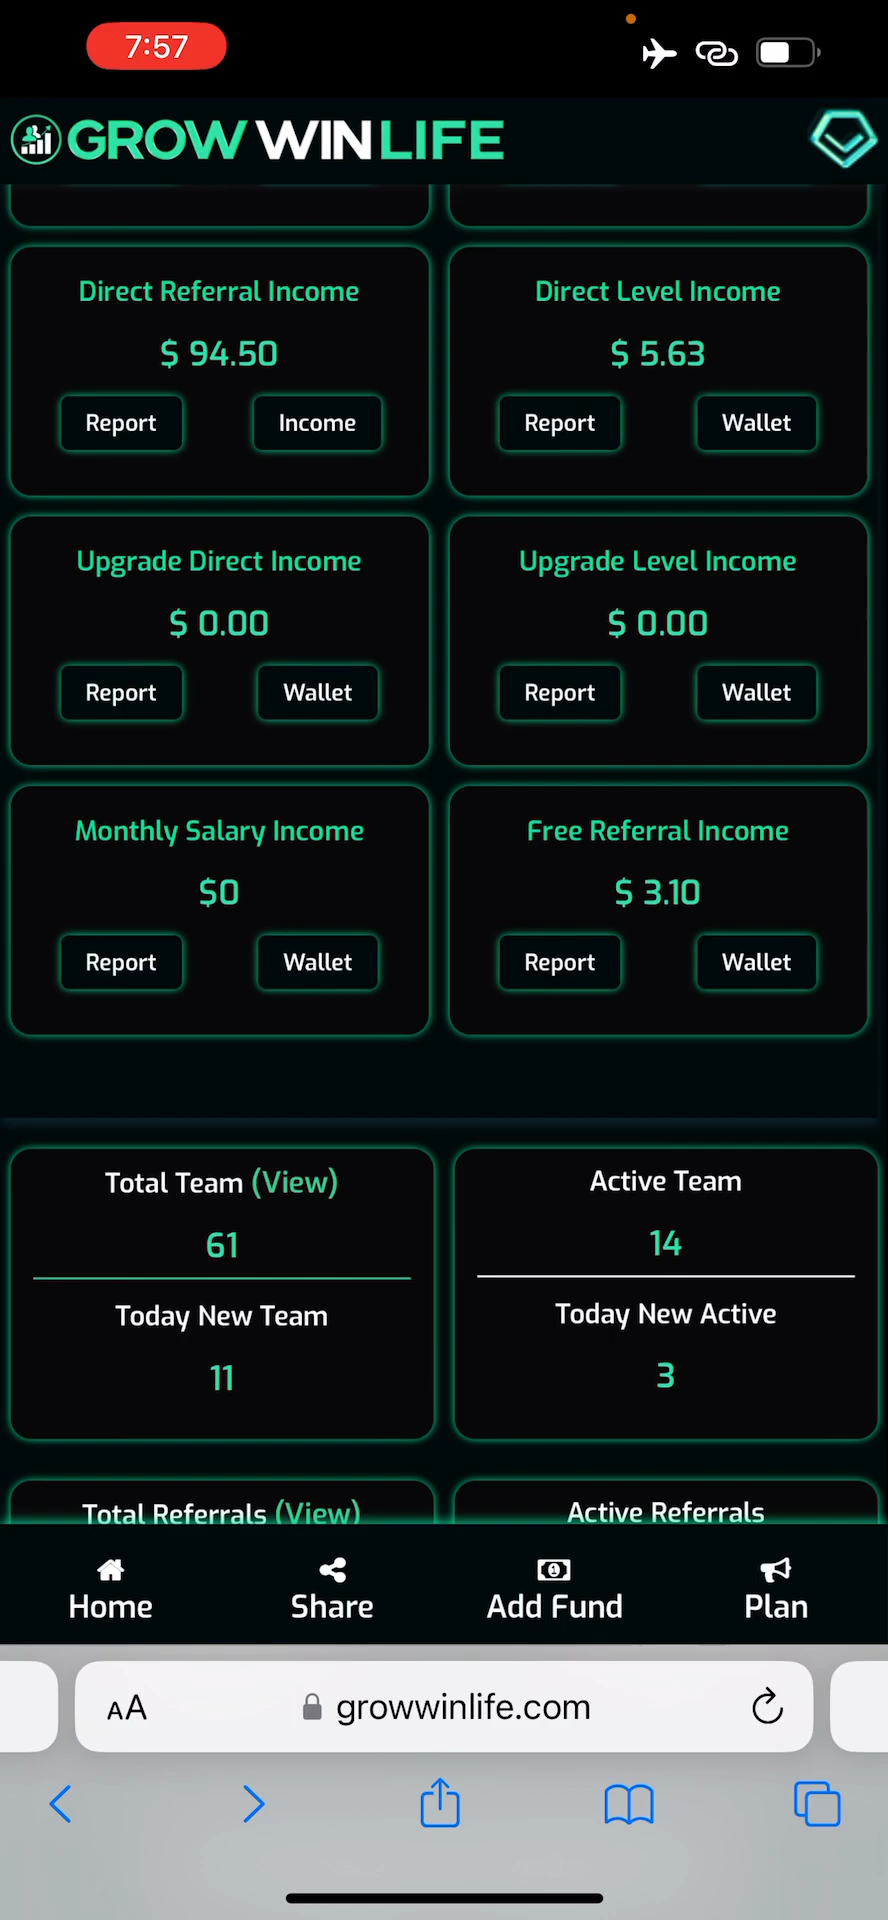 7:57
GROW WIN LIFE
Direct Referral Income
Direct Level Income
$ 94.50
$ 5.63
Report
Income
Report
Wallet
Upgrade Direct Income
Upgrade Level Income
$ 0.00
$ 0.00
Report
Wallet
Report
Wallet
Monthly Salary Income
Free Referral Income
$0
$ 3.10
Report
Wallet
Report
Wallet
Total Team (View)
61
Today New Team
11
Active Team
14
Today New Active
3
Total Referrals (View)
Active Referrals
Home
Share
Add Fund
Plan
AA
growwinlife.com